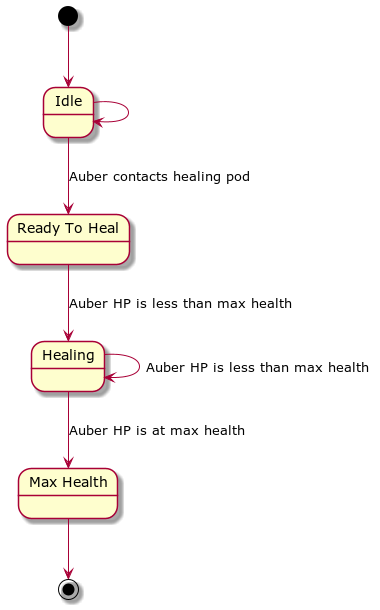 Idle
Auber contacts healing pod
Ready To Heal
Auber HP is less than max health
Healing
Auber HP is less than max health
Auber HP is at max health
Max Health